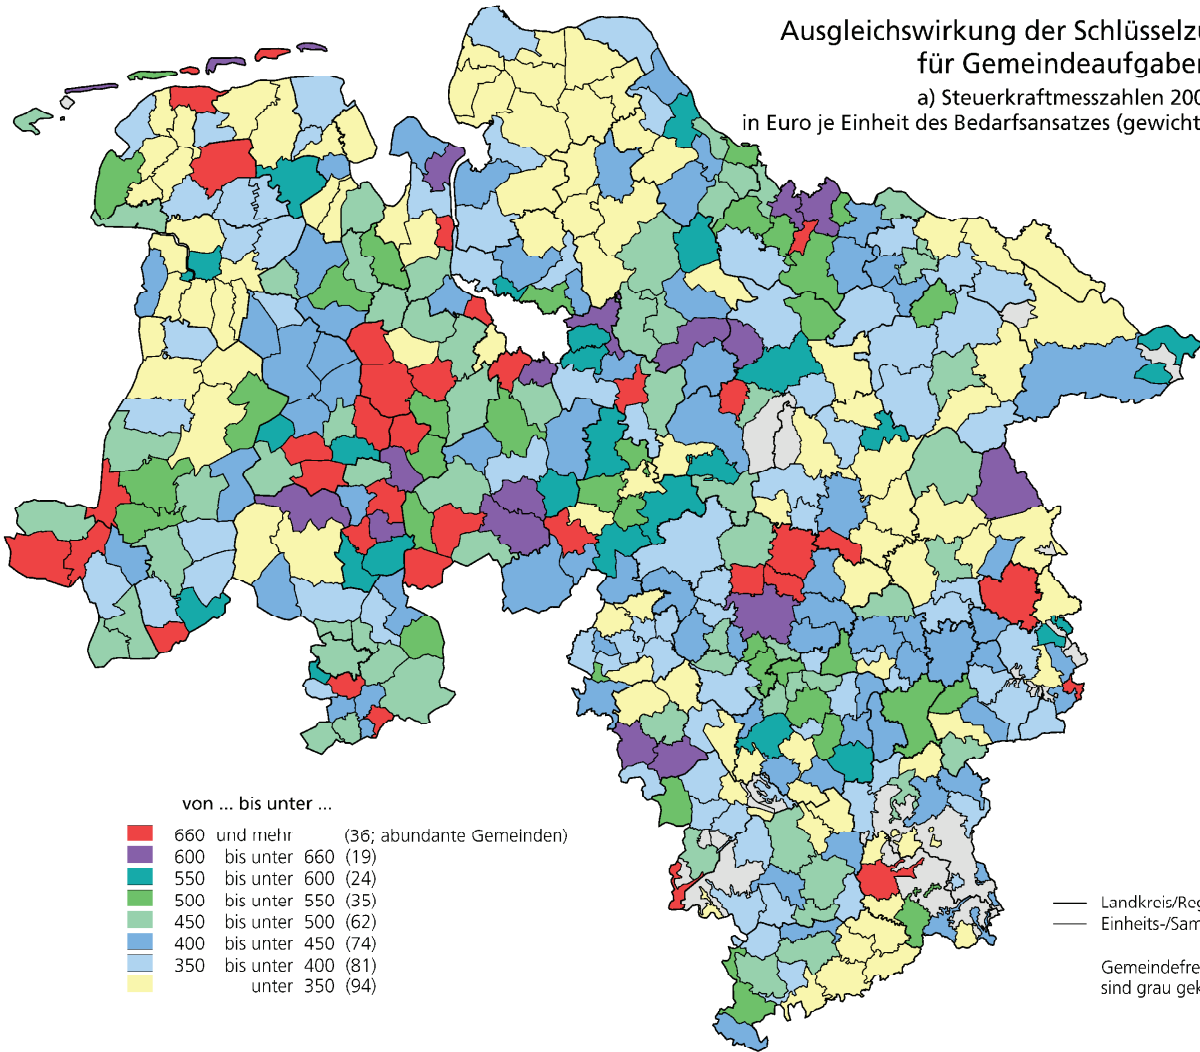 Ausgleichswirkung der Schlüsselzu
für Gemeindeaufgaben
a) Steuerkraftmesszahlen 200
in Euro je Einheit des Bedarfsansatzes (gewicht
von ... bis unter ...
660 und mehr (36; abundante Gemeinden)
600 bis unter 660 (19)
550 bis unter 600 (24)
500 bis unter 550 (35)
450 bis unter 500 (62)
400 bis unter 450 (74)
350 bis unter 400 (81)
unter 350 (94)
Landkreis/Reg
Einheits-/Sam
Gemeindefre
sind grau gek